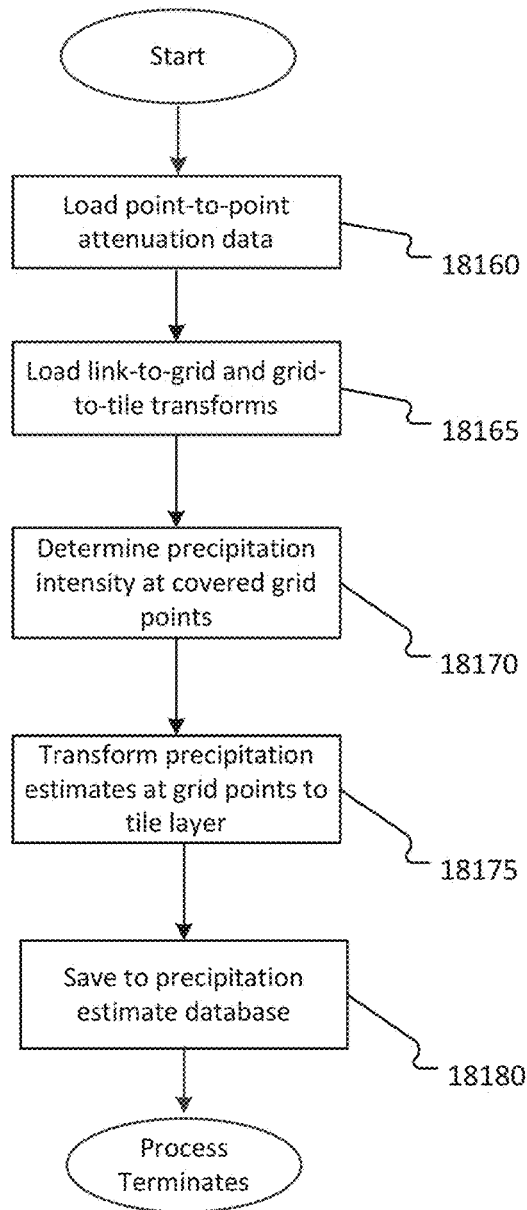 Start
Load point-to-point
attenuation data
18160
Load link-to-grid and grid-
to-tile transforms
18165
Determine precipitation
intensity at covered grid
points
18170
Transform precipitation
estimates at grid points to
tile layer
18175
Save to precipitation
estimate database
18180
Process
Terminates